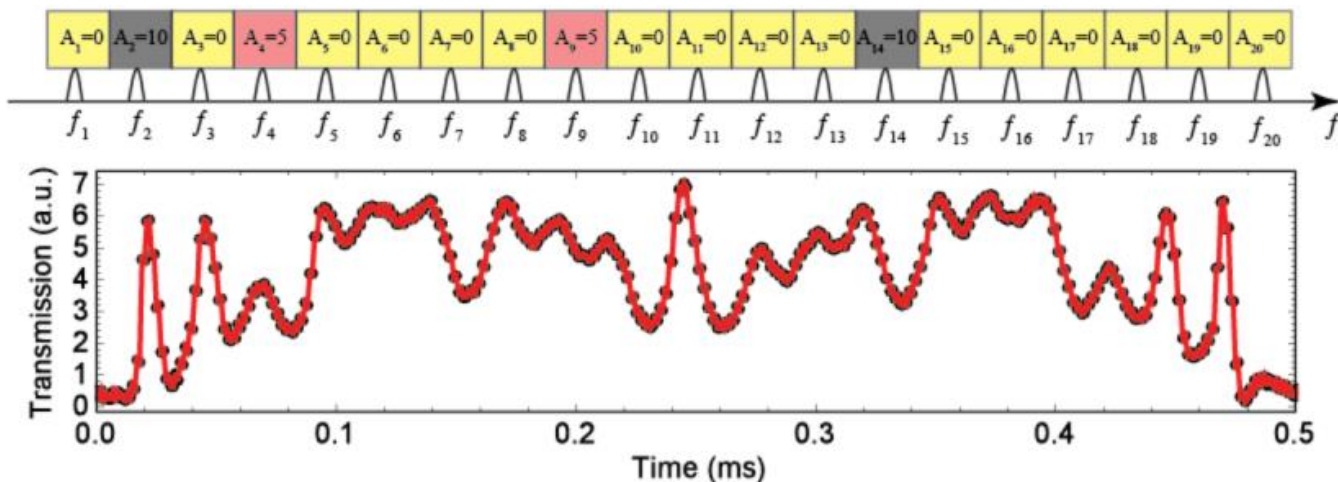 A₁=0 A₂=10 A₃=0 A₄=5 A₅=0 A₆=0 A₇=0 A₈=0 A₉=5 A₁₀=0 A₁₁=0 A₁₂=0 A₁₃=0 A₁₄=10 A₁₅=0 A₁₆=0 A₁₇=0 A₁₈=0 A₁₉=0 A₂₀=0
f₁ f₂ f₃ f₄ f₅ f₆ f₇ f₈ f₉ f₁₀ f₁₁ f₁₂ f₁₃ f₁₄ f₁₅ f₁₆ f₁₇ f₁₈ f₁₉ f₂₀ f
Transmission (a.u.)
7
6
5
4
3
2
1
0
0.0 0.1 0.2 0.3 0.4 0.5
Time (ms)